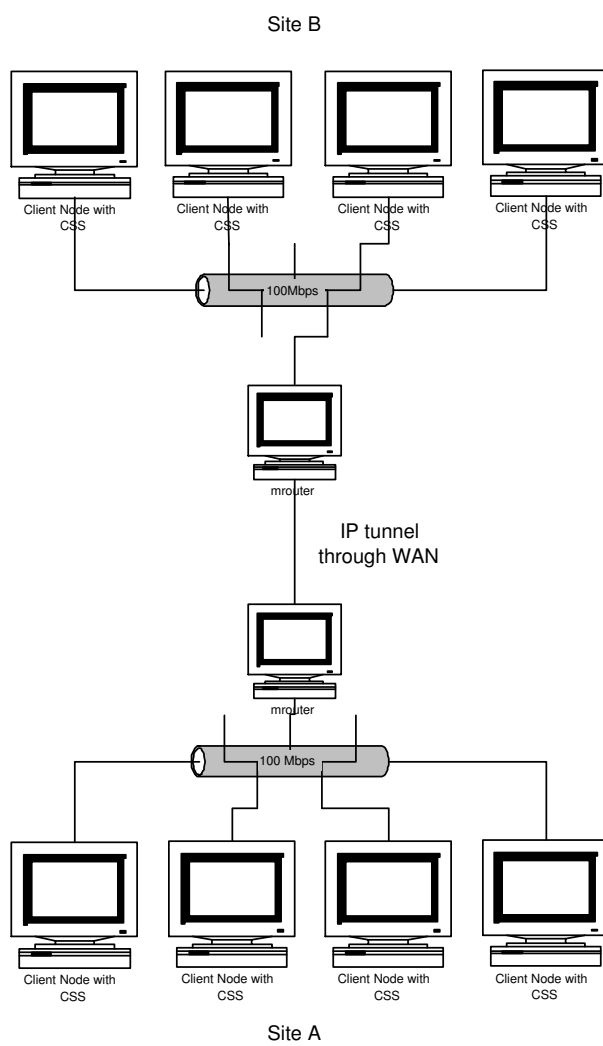 Site B
Client Node with
CSS
Client Node with
CSS
Client Node with
CSS
Client Node with
CSS
100Mbps
mrouter
IP tunnel
through WAN
mrouter
100 Mbps
Client Node with
CSS
Client Node with
CSS
Client Node with
CSS
Client Node with
CSS
Site A